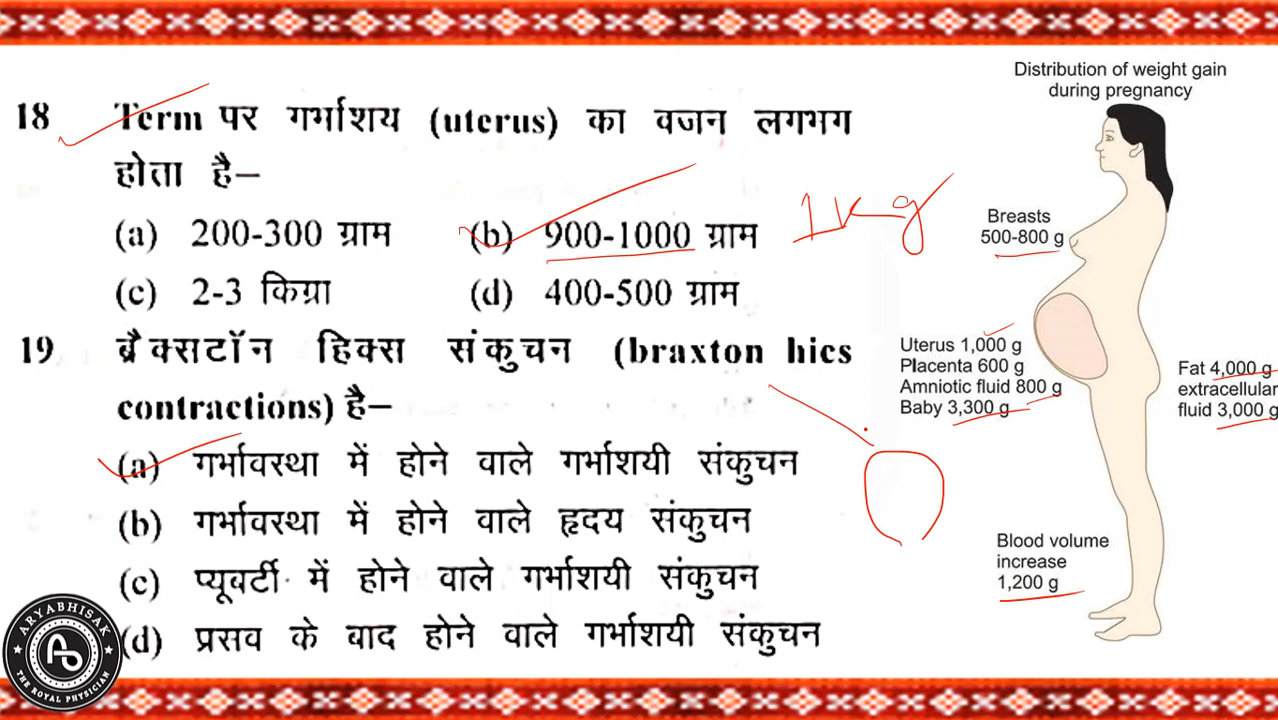 18 Term पर गर्भाशय (uterus) का वजन लगभग
होता है–
(a) 200-300 ग्राम (b) 900-1000 ग्राम
1kg
(c) 2-3 किग्रा (d) 400-500 ग्राम
19 ब्रैक्सटॉन हिक्स संकुचन (braxton hics
contractions) है–
(a) गर्भावस्था में होने वाले गर्भाशयी संकुचन
(b) गर्भावस्था में होने वाले हृदय संकुचन
(c) प्यूबर्टी में होने वाले गर्भाशयी संकुचन
(d) प्रसव के बाद होने वाले गर्भाशयी संकुचन
Distribution of weight gain
during pregnancy
Breasts
500-800 g
Uterus 1,000 g
Placenta 600 g
Amniotic fluid 800 g
Baby 3,300 g
Fat 4,000 g
extracellular
fluid 3,000 g
Blood volume
increase
1,200 g
ARYABHISAK
THE ROYAL PHYSICIAN